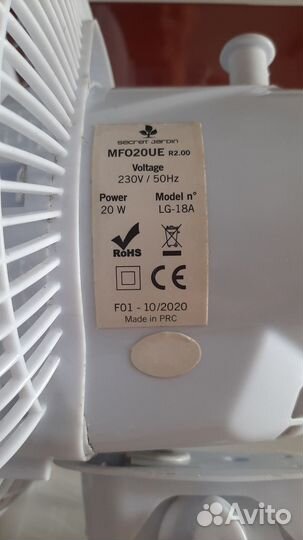 secret jardin
MFO20UE R2.00
Voltage
230V / 50Hz
Power Model n°
20 W LG-18A
RoHS
CE
F01 - 10/2020
Made in PRC
Avito